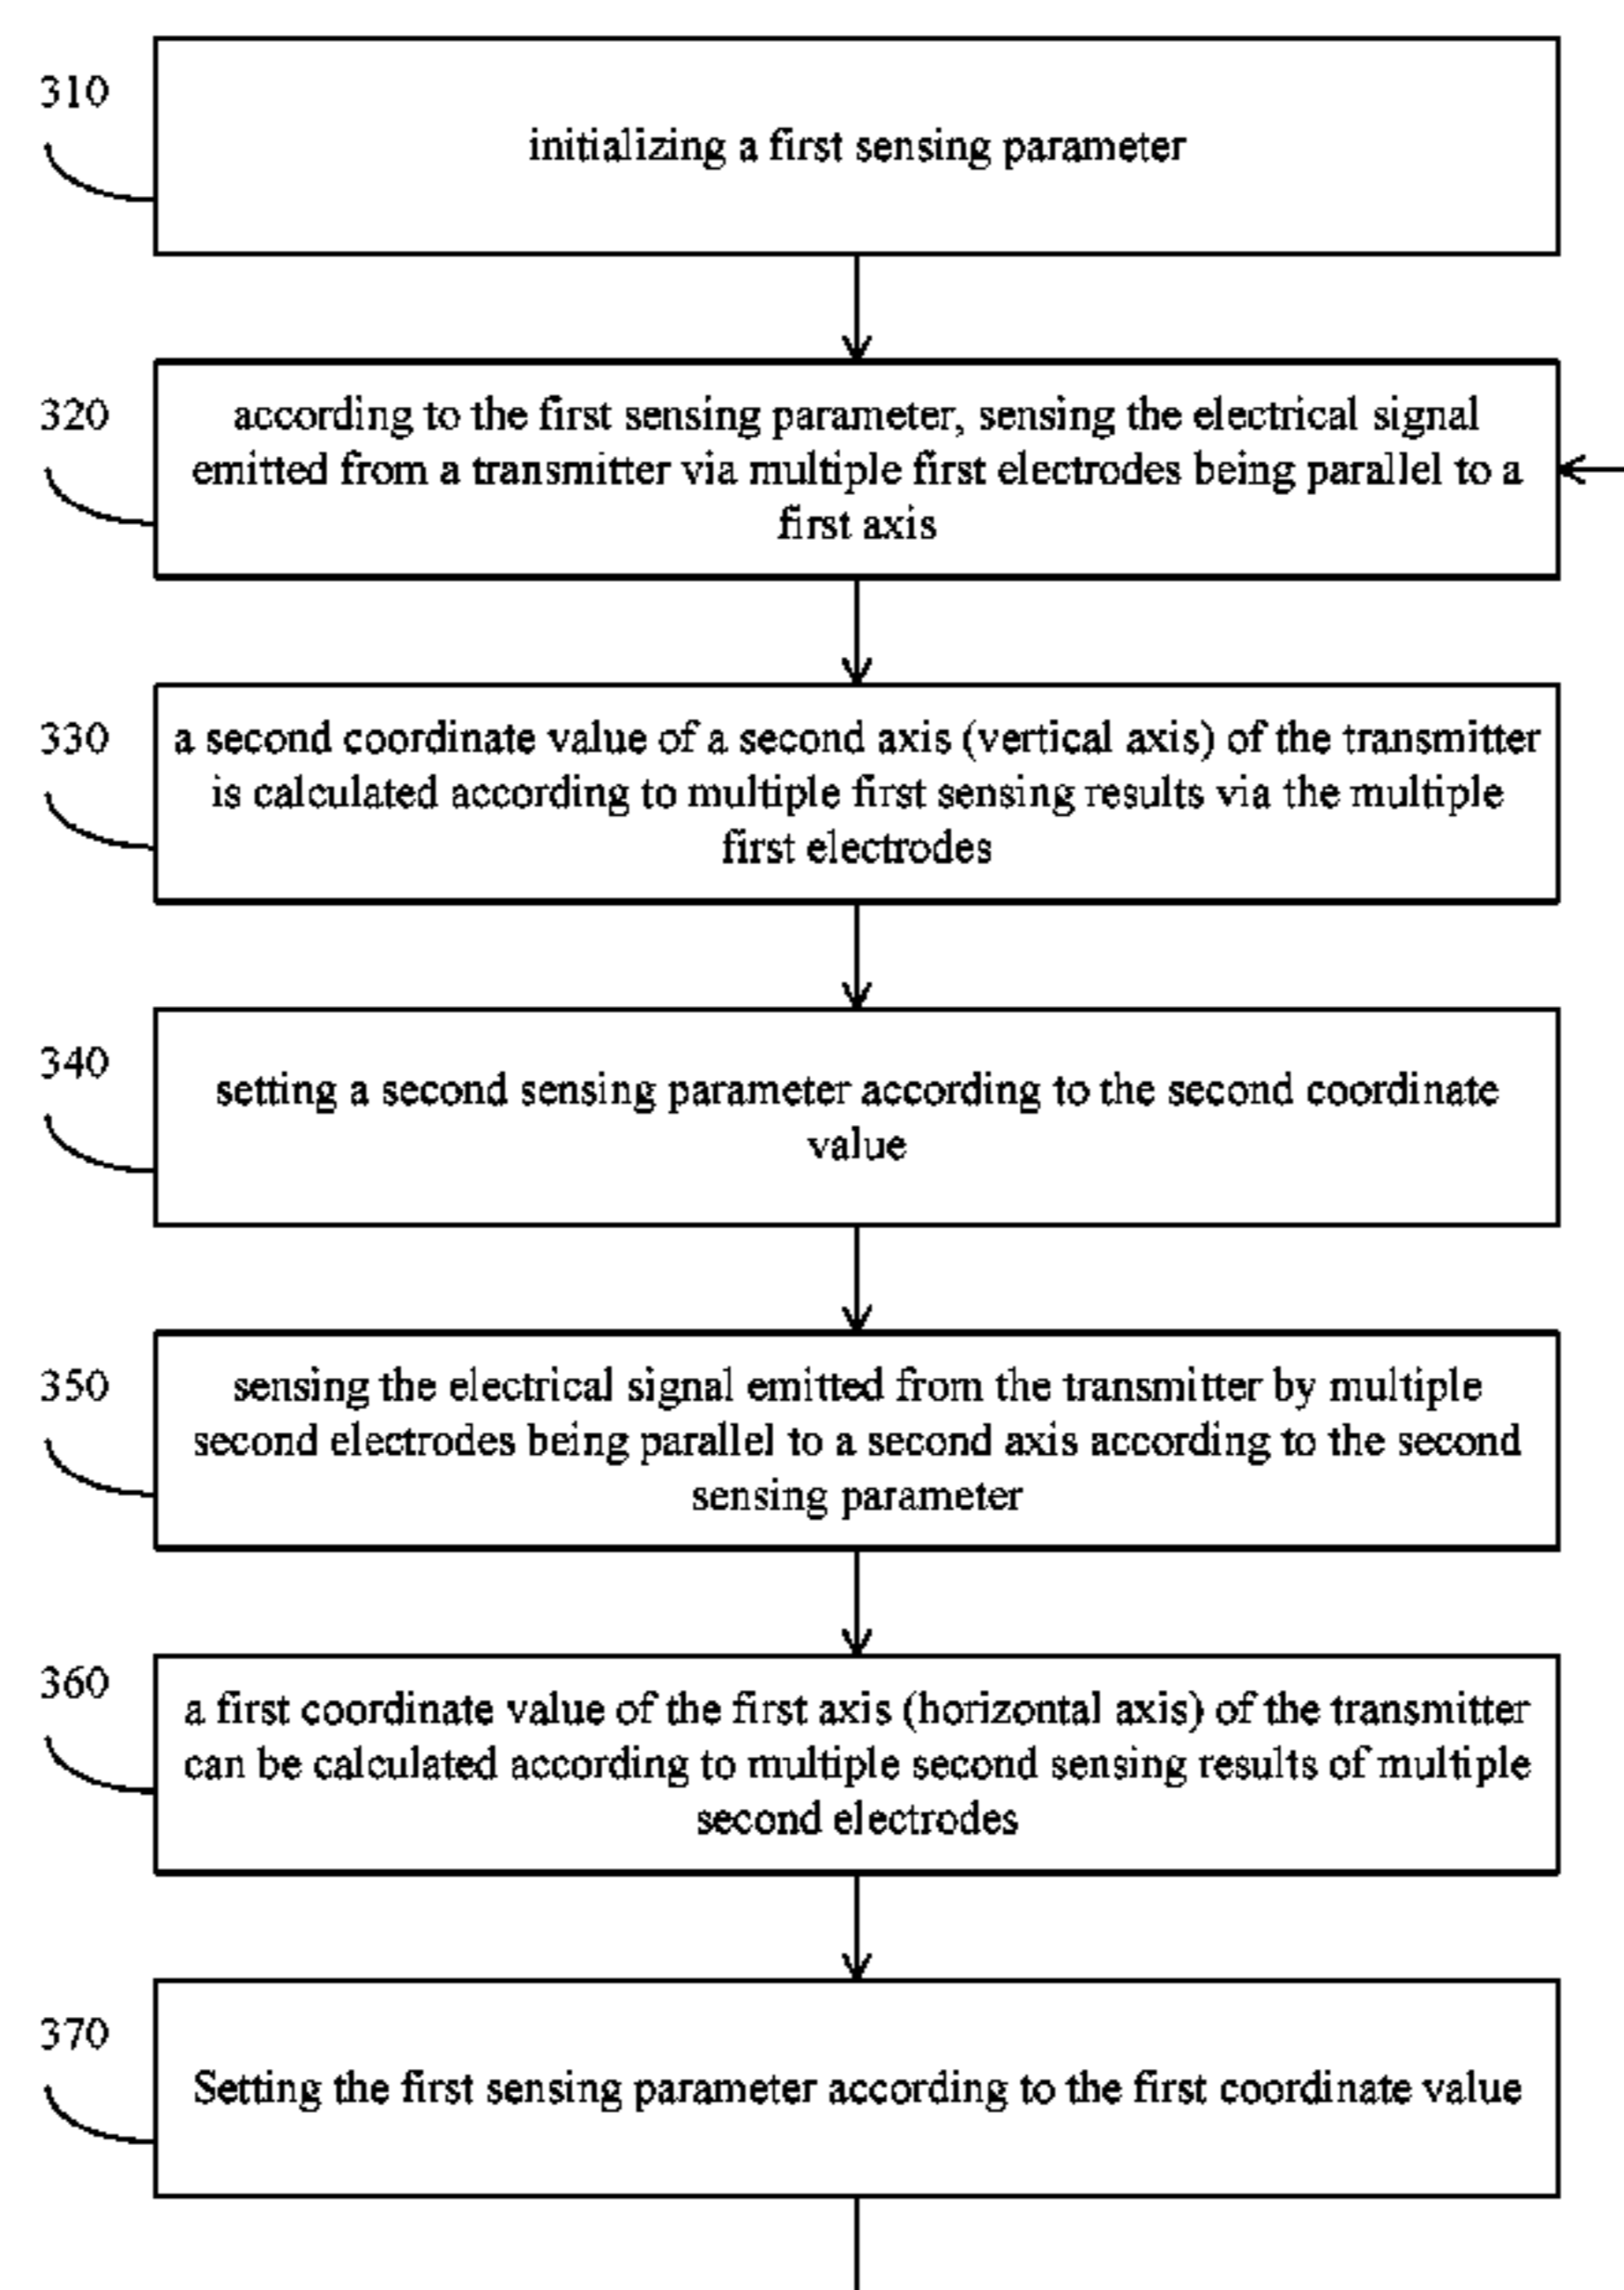 310
initializing a first sensing parameter
320
according to the first sensing parameter, sensing the electrical signal
emitted from a transmitter via multiple first electrodes being parallel to a
first axis
330
a second coordinate value of a second axis (vertical axis) of the transmitter
is calculated according to multiple first sensing results via the multiple
first electrodes
340
setting a second sensing parameter according to the second coordinate
value
350
sensing the electrical signal emitted from the transmitter by multiple
second electrodes being parallel to a second axis according to the second
sensing parameter
360
a first coordinate value of the first axis (horizontal axis) of the transmitter
can be calculated according to multiple second sensing results of multiple
second electrodes
370
Setting the first sensing parameter according to the first coordinate value